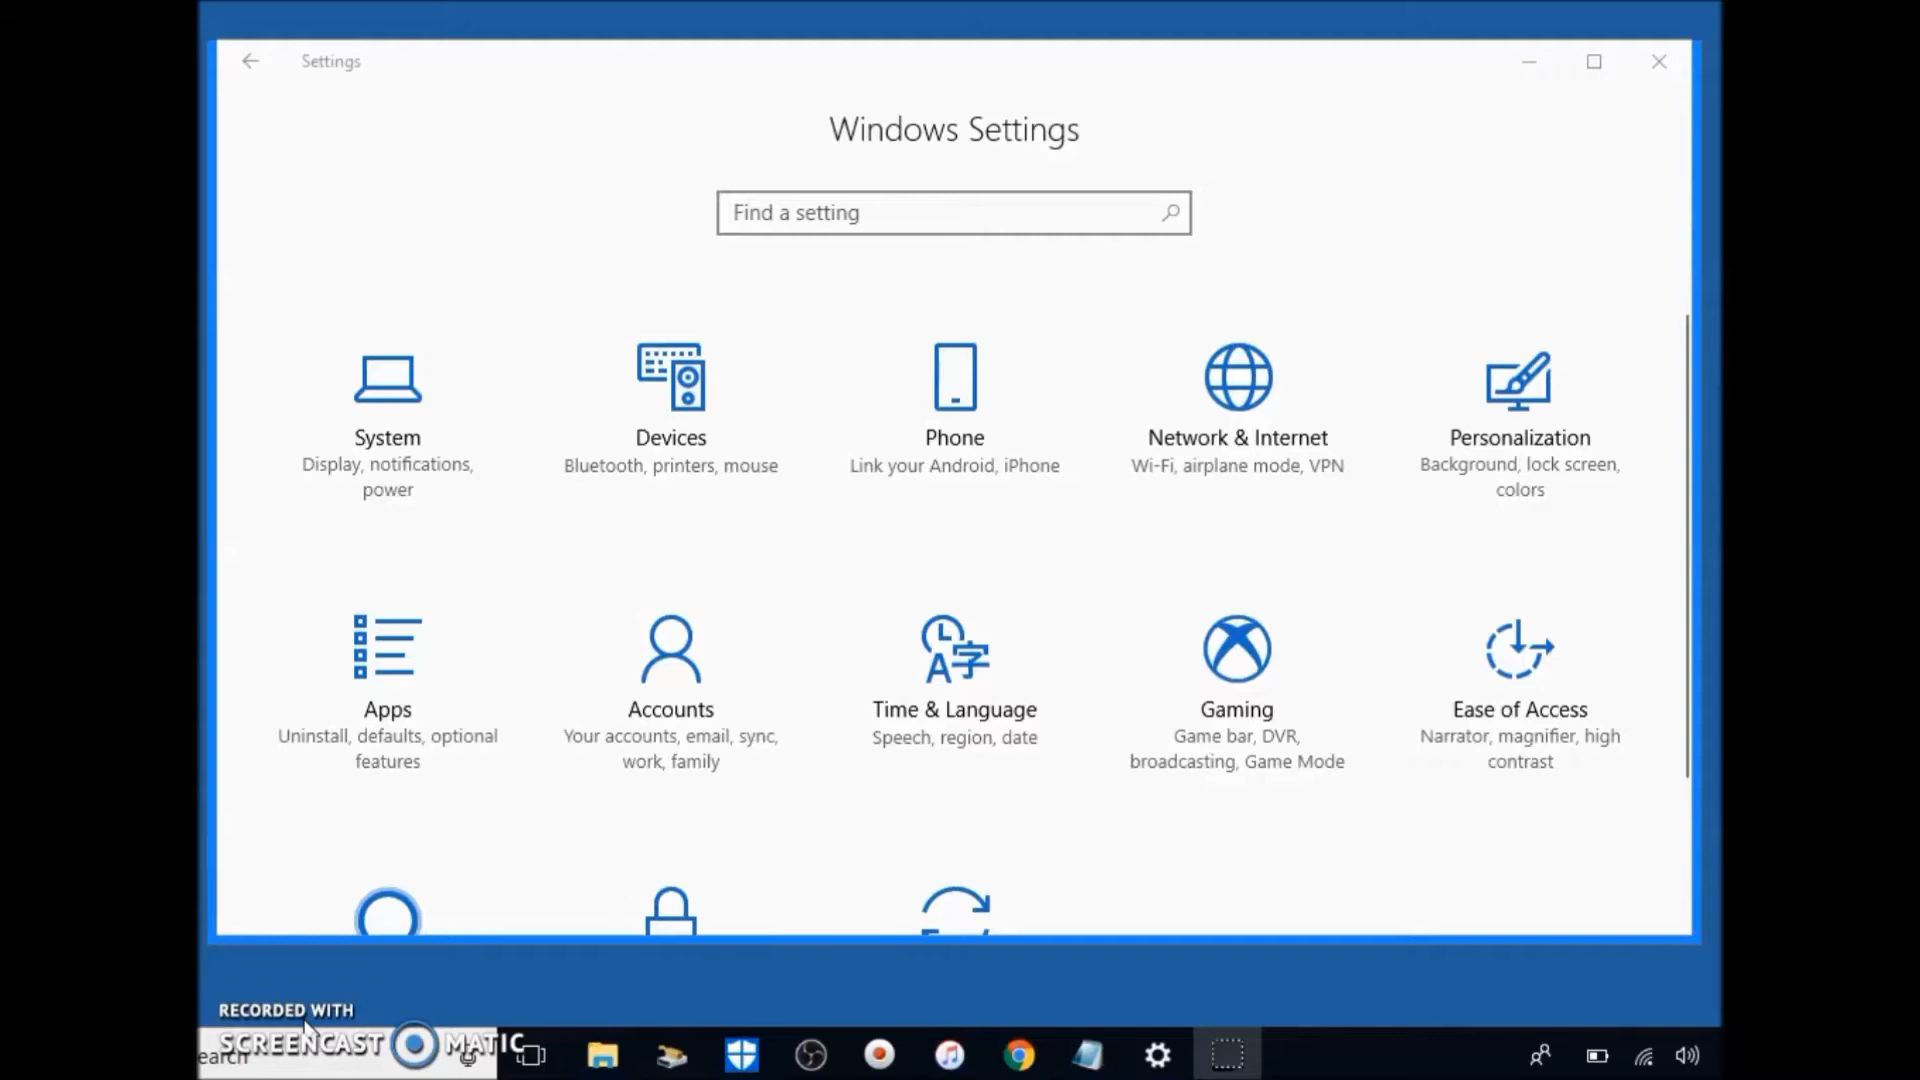 Settings
Windows Settings
Find a setting
System
Display, notifications,
power
Devices
Bluetooth, printers, mouse
Phone
Link your Android, iPhone
Network & Internet
Wi-Fi, airplane mode, VPN
Personalization
Background, lock screen,
colors
Apps
Uninstall, defaults, optional
features
Accounts
Your accounts, email, sync,
work, family
Time & Language
Speech, region, date
Gaming
Game bar, DVR,
broadcasting, Game Mode
Ease of Access
Narrator, magnifier, high
contrast
RECORDED WITH
SCREENCAST MATIC
earch